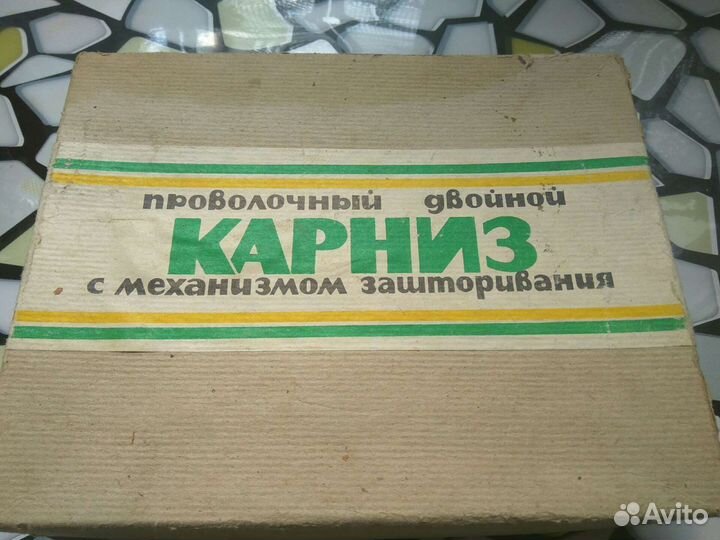 проволочный двойной
КАРНИЗ
с механизмом зашторивания
Avito